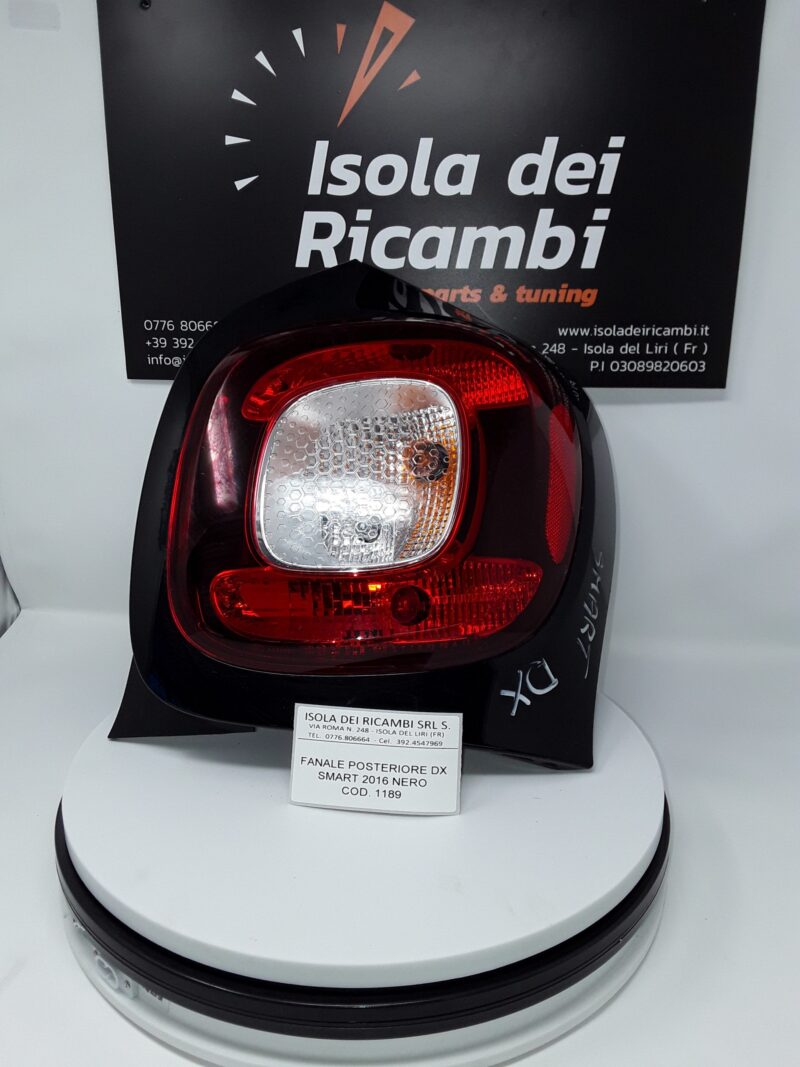 Isola dei
Ricambi
parts & tuning
0776 8066
+39 392
info@i
www.isoladeiricambi.it
248 - Isola del Liri ( Fr )
P.I 03089820603
SMART DX
ISOLA DEI RICAMBI SRL S.
VIA ROMA N. 248 - ISOLA DEL LIRI (FR)
TEL. 0776.806664 - Cel. 392.4547969
FANALE POSTERIORE DX
SMART 2016 NERO
COD. 1189